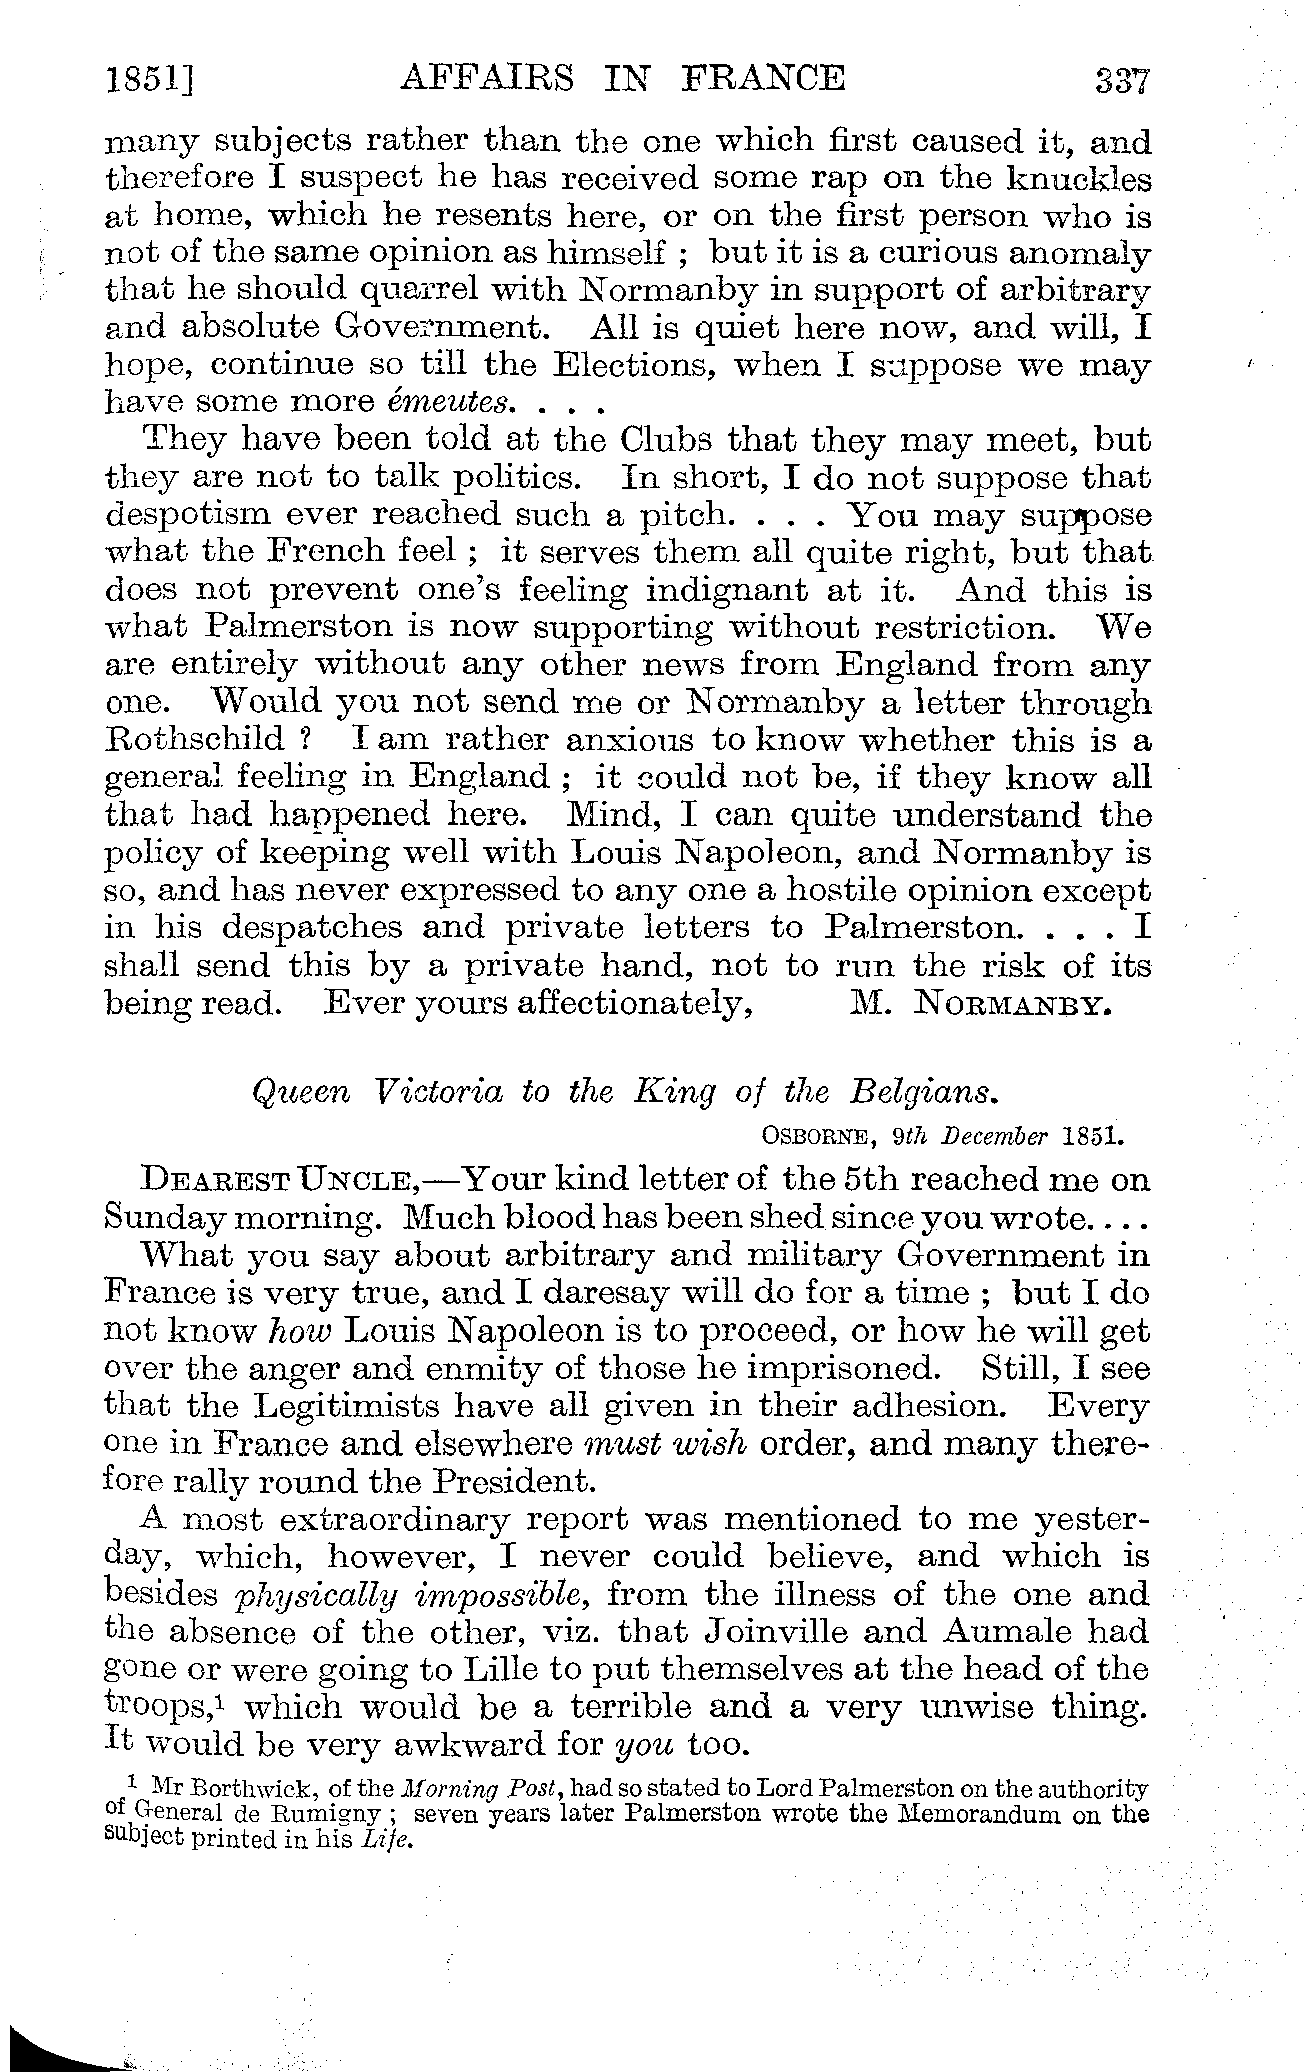 1851] AFFAIRS IN FRANCE 337
many subjects rather than the one which first caused it, and
therefore I suspect he has received some rap on the knuckles
at home, which he resents here, or on the first person who is
not of the same opinion as himself ; but it is a curious anomaly
that he should quarrel with Normanby in support of arbitrary
and absolute Government. All is quiet here now, and will, I
hope, continue so till the Elections, when I suppose we may
have some more émeutes. . . .
They have been told at the Clubs that they may meet, but
they are not to talk politics. In short, I do not suppose that
despotism ever reached such a pitch. . . . You may suppose
what the French feel ; it serves them all quite right, but that
does not prevent one's feeling indignant at it. And this is
what Palmerston is now supporting without restriction. We
are entirely without any other news from England from any
one. Would you not send me or Normanby a letter through
Rothschild ? I am rather anxious to know whether this is a
general feeling in England ; it could not be, if they know all
that had happened here. Mind, I can quite understand the
policy of keeping well with Louis Napoleon, and Normanby is
so, and has never expressed to any one a hostile opinion except
in his despatches and private letters to Palmerston. . . . I
shall send this by a private hand, not to run the risk of its
being read. Ever yours affectionately, M. NORMANBY.
Queen Victoria to the King of the Belgians.
OSBORNE, 9th December 1851.
DEAREST UNCLE,—Your kind letter of the 5th reached me on
Sunday morning. Much blood has been shed since you wrote. . . .
What you say about arbitrary and military Government in
France is very true, and I daresay will do for a time ; but I do
not know how Louis Napoleon is to proceed, or how he will get
over the anger and enmity of those he imprisoned. Still, I see
that the Legitimists have all given in their adhesion. Every
one in France and elsewhere must wish order, and many there-
fore rally round the President.
A most extraordinary report was mentioned to me yester-
day, which, however, I never could believe, and which is
besides physically impossible, from the illness of the one and
the absence of the other, viz. that Joinville and Aumale had
gone or were going to Lille to put themselves at the head of the
troops,¹ which would be a terrible and a very unwise thing.
It would be very awkward for you too.
¹ Mr Borthwick, of the Morning Post, had so stated to Lord Palmerston on the authority
of General de Rumigny ; seven years later Palmerston wrote the Memorandum on the
subject printed in his Life.